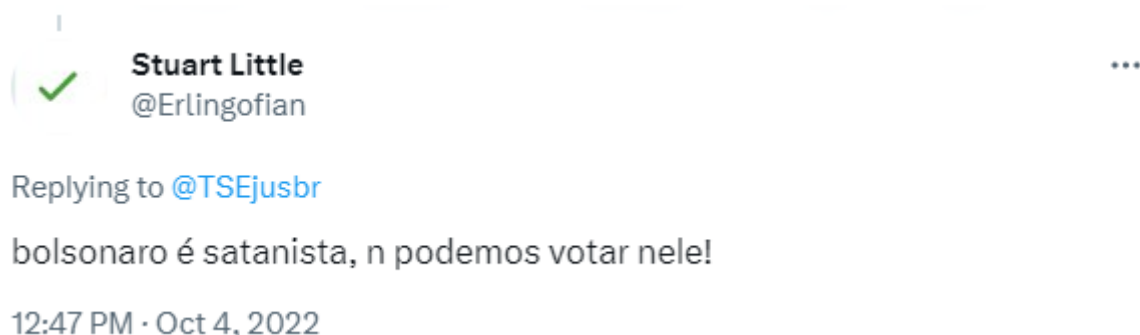 Stuart Little
@Erlingofian
Replying to @TSEjusbr
bolsonaro é satanista, n podemos votar nele!
12:47 PM · Oct 4, 2022